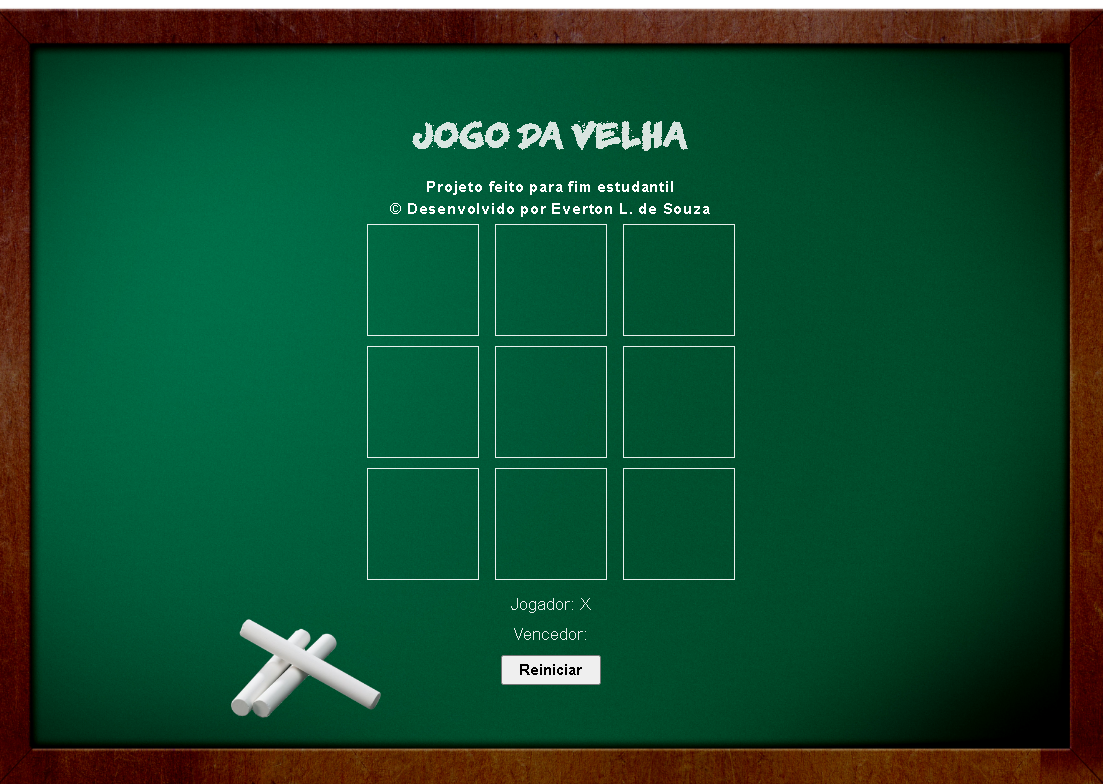 JOGO DA VELHA
Projeto feito para fim estudantil
© Desenvolvido por Everton L. de Souza
Jogador: X
Vencedor:
Reiniciar